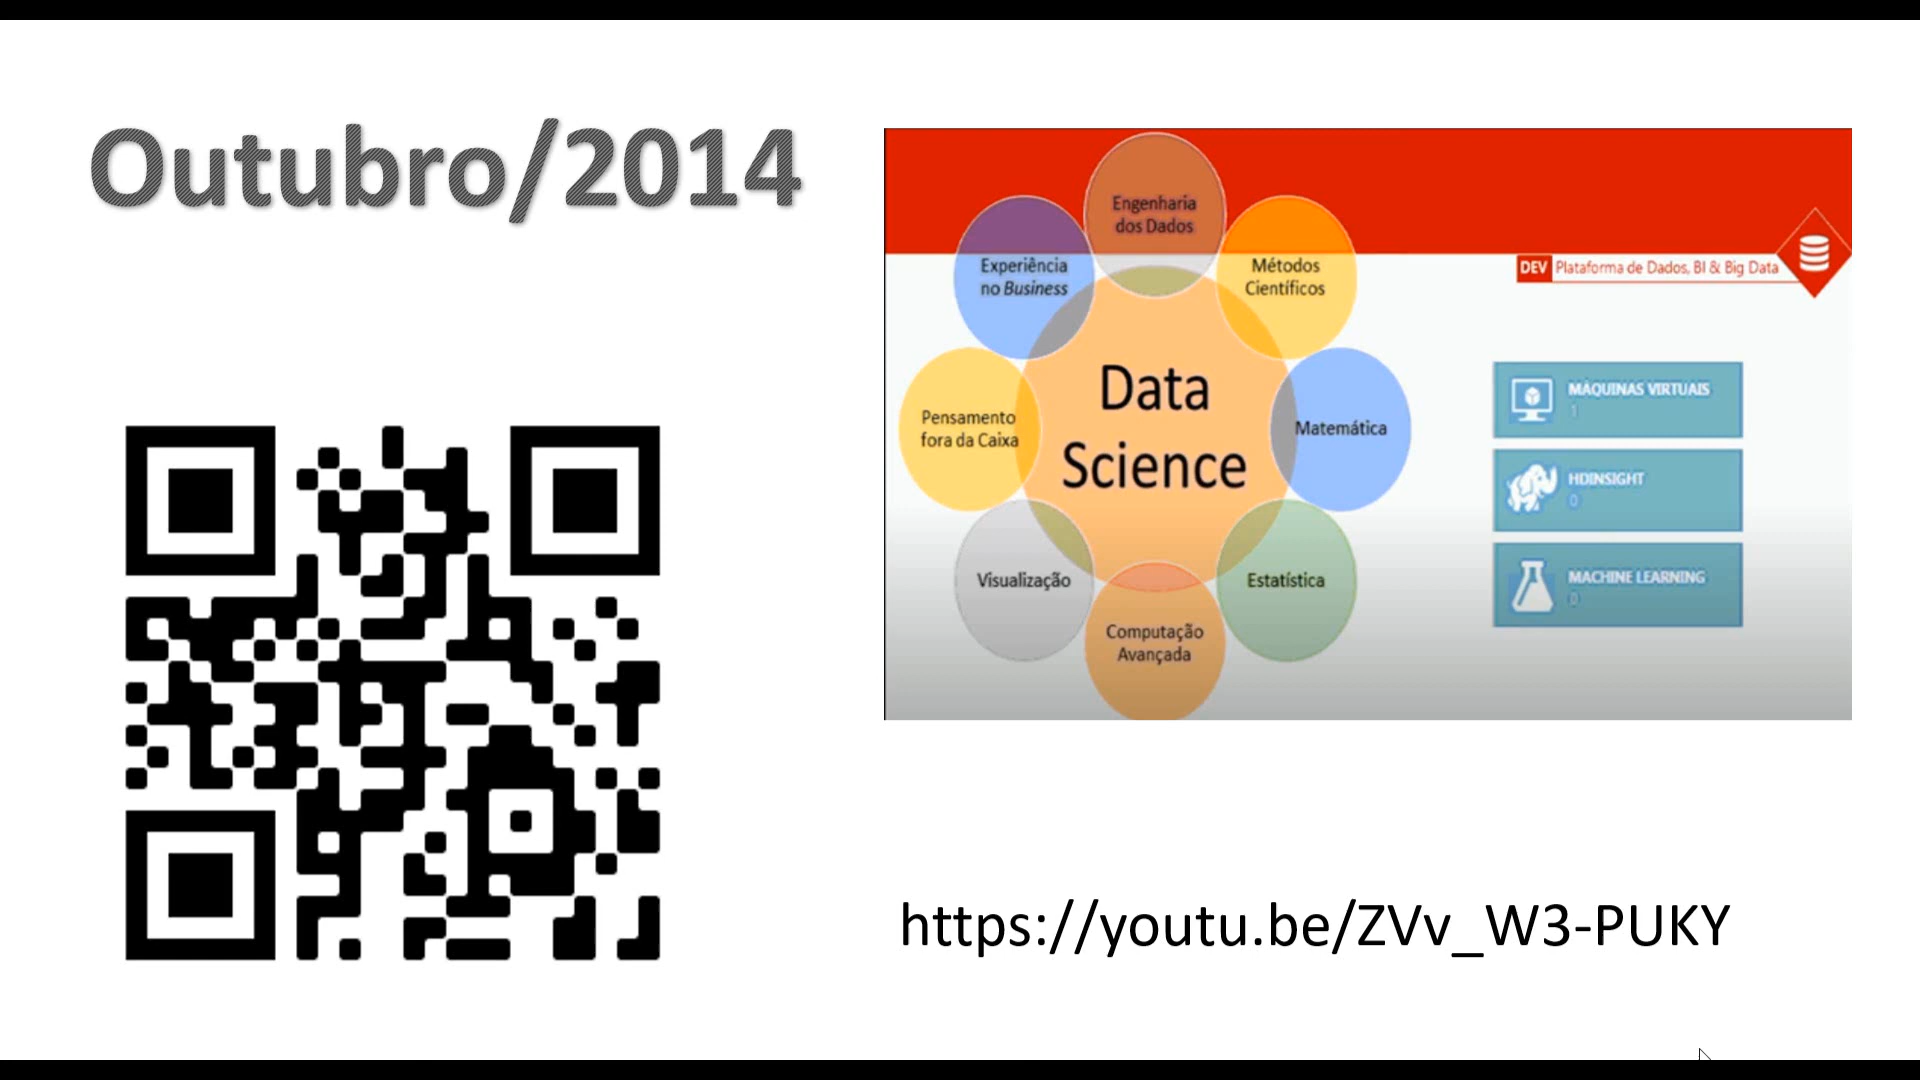 Outubro/2014
Engenharia
dos Dados
Experiência
no Business
Métodos
Científicos
DEV Plataforma de Dados, BI & Big Data
Pensamento
fora da Caixa
Data
Science
Matemática
MÁQUINAS VIRTUAIS
1
HDINSIGHT
0
MACHINE LEARNING
0
Visualização
Estatística
Computação
Avançada
https://youtu.be/ZVv_W3-PUKY